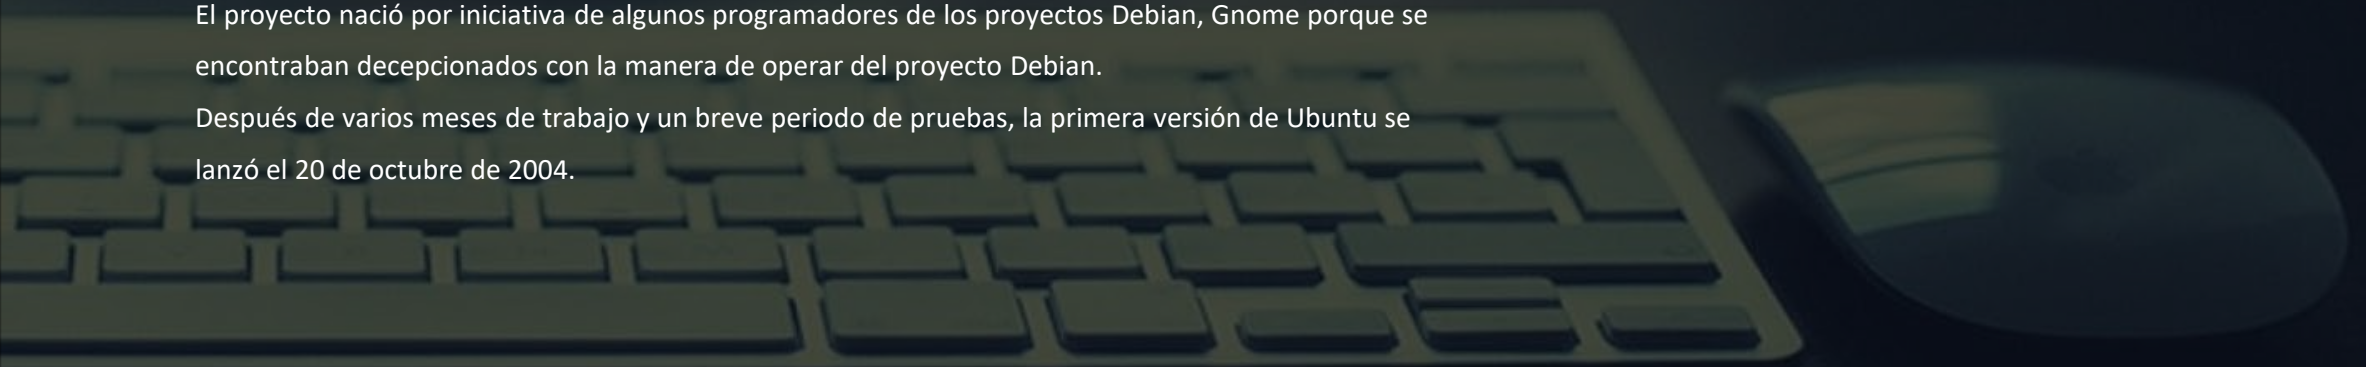 El proyecto nació por iniciativa de algunos programadores de los proyectos Debian, Gnome porque se
encontraban decepcionados con la manera de operar del proyecto Debian.
Después de varios meses de trabajo y un breve periodo de pruebas, la primera versión de Ubuntu se
lanzó el 20 de octubre de 2004.